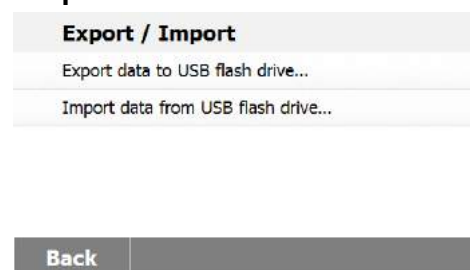 Export / Import
Export data to USB flash drive...
Import data from USB flash drive...
Back